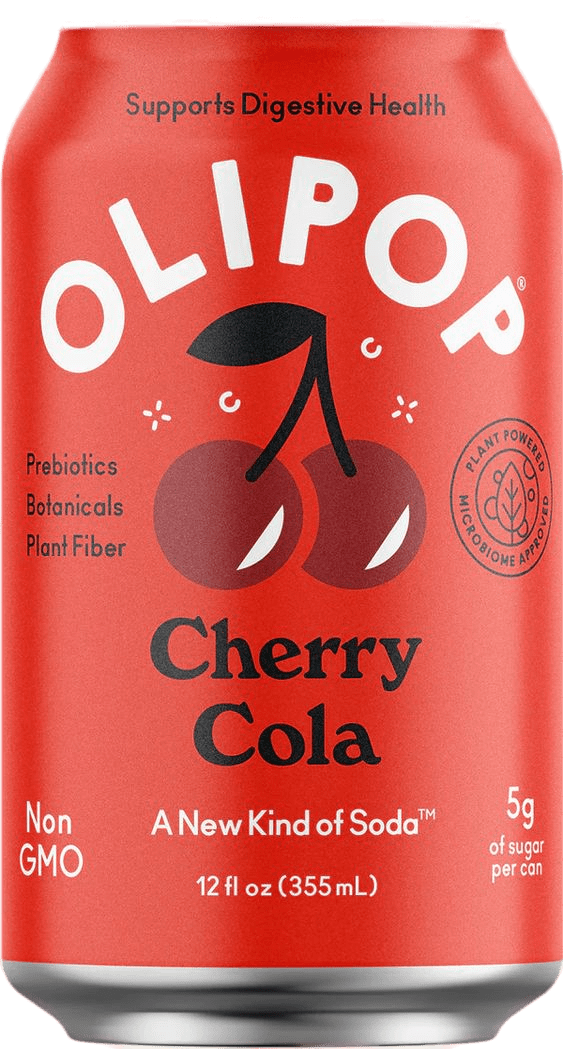 Supports Digestive Health
OLIPOP®
Prebiotics
Botanicals
Plant Fiber
PLANT POWERED
MICROBIOME APPROVED
Cherry
Cola
Non
GMO
A New Kind of Soda™
5g
of sugar
per can
12 fl oz (355 mL)